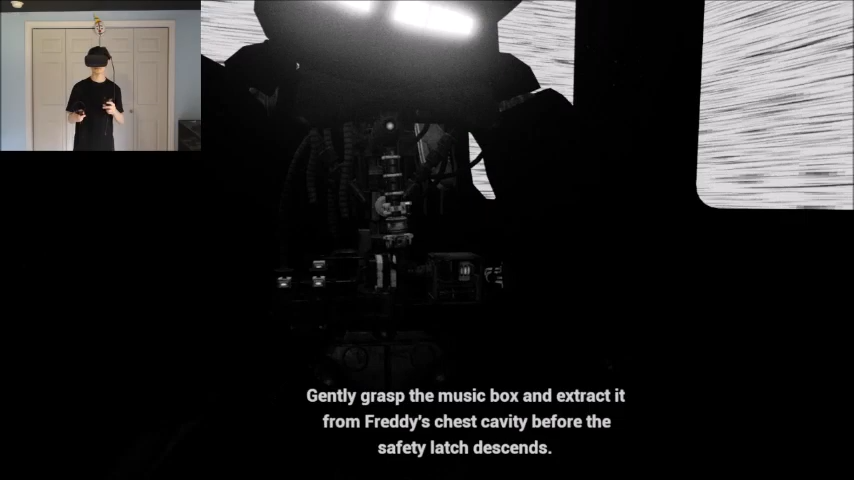 Gently grasp the music box and extract it
from Freddy's chest cavity before the
safety latch descends.